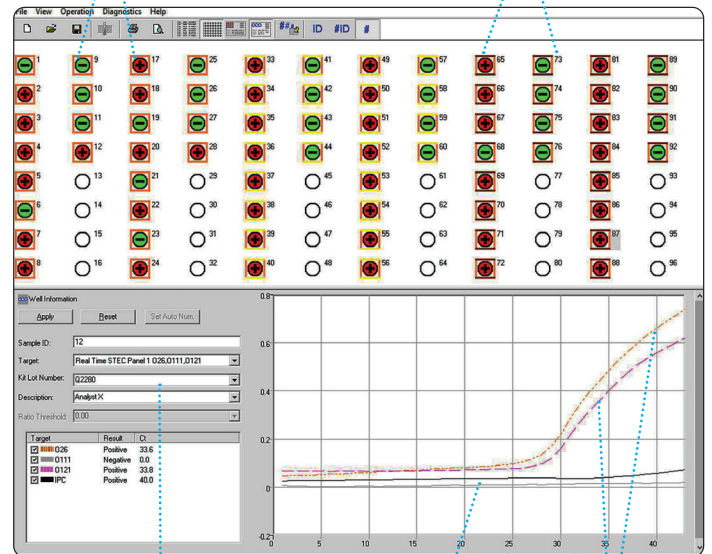 File View Operation Diagnostics Help
##₂ ID #ID #
1 9 17 25 33 41 49 57 65 73 81 89
2 10 18 26 34 42 50 58 66 74 82 90
3 11 19 27 35 43 51 59 67 75 83 91
4 12 20 28 36 44 52 60 68 76 84 92
5 13 21 29 37 45 53 61 69 77 85 93
6 14 22 30 38 46 54 62 70 78 86 94
7 15 23 31 39 47 55 63 71 79 87 95
8 16 24 32 40 48 56 64 72 80 88 96
Well Information
Apply Reset Set Auto Num.
Sample ID: 12
Target: Real Time STEC Panel 1 O26,O111,O121
Kit Lot Number: Q2280
Description: Analyst X
Ratio Threshold: 0.00
Target Result Ct
O26 Positive 33.6
O111 Negative 0.0
O121 Positive 33.8
IPC Positive 40.0
0.8
0.6
0.4
0.2
0
-0.2
0 5 10 15 20 25 30 35 40